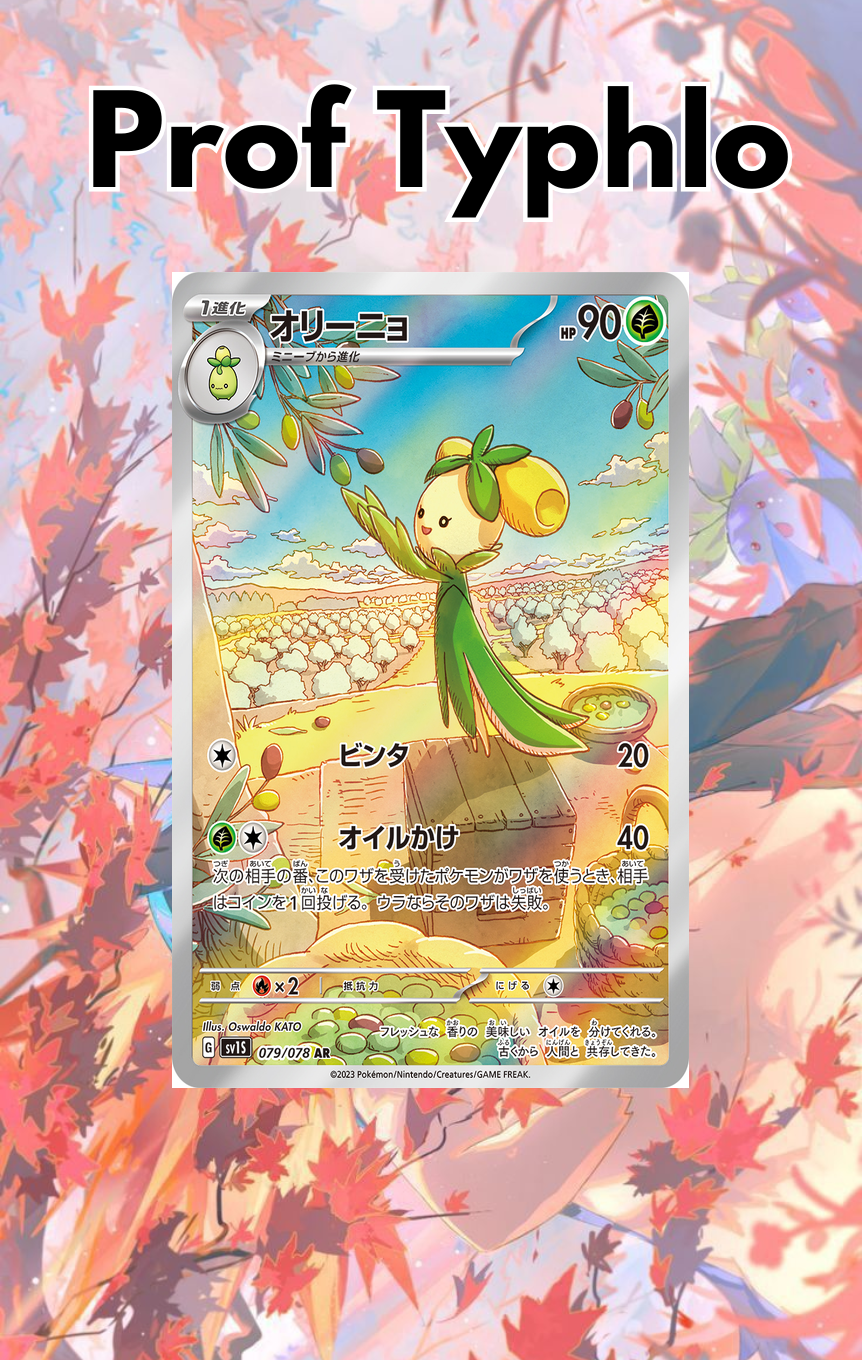 Prof Typhlo
1進化
オリーニョ
HP 90
ミニーブから進化
ビンタ 20
オイルかけ 40
次の相手の番、このワザを受けたポケモンがワザを使うとき、相手
はコインを1回投げる。ウラならそのワザは失敗。
弱点 ×2 抵抗力 にげる
Illus. Oswaldo KATO
フレッシュな 香りの 美味しい オイルを 分けてくれる。
古くから 人間と 共存してきた。
G sv1S 079/078 AR
©2023 Pokémon/Nintendo/Creatures/GAME FREAK.